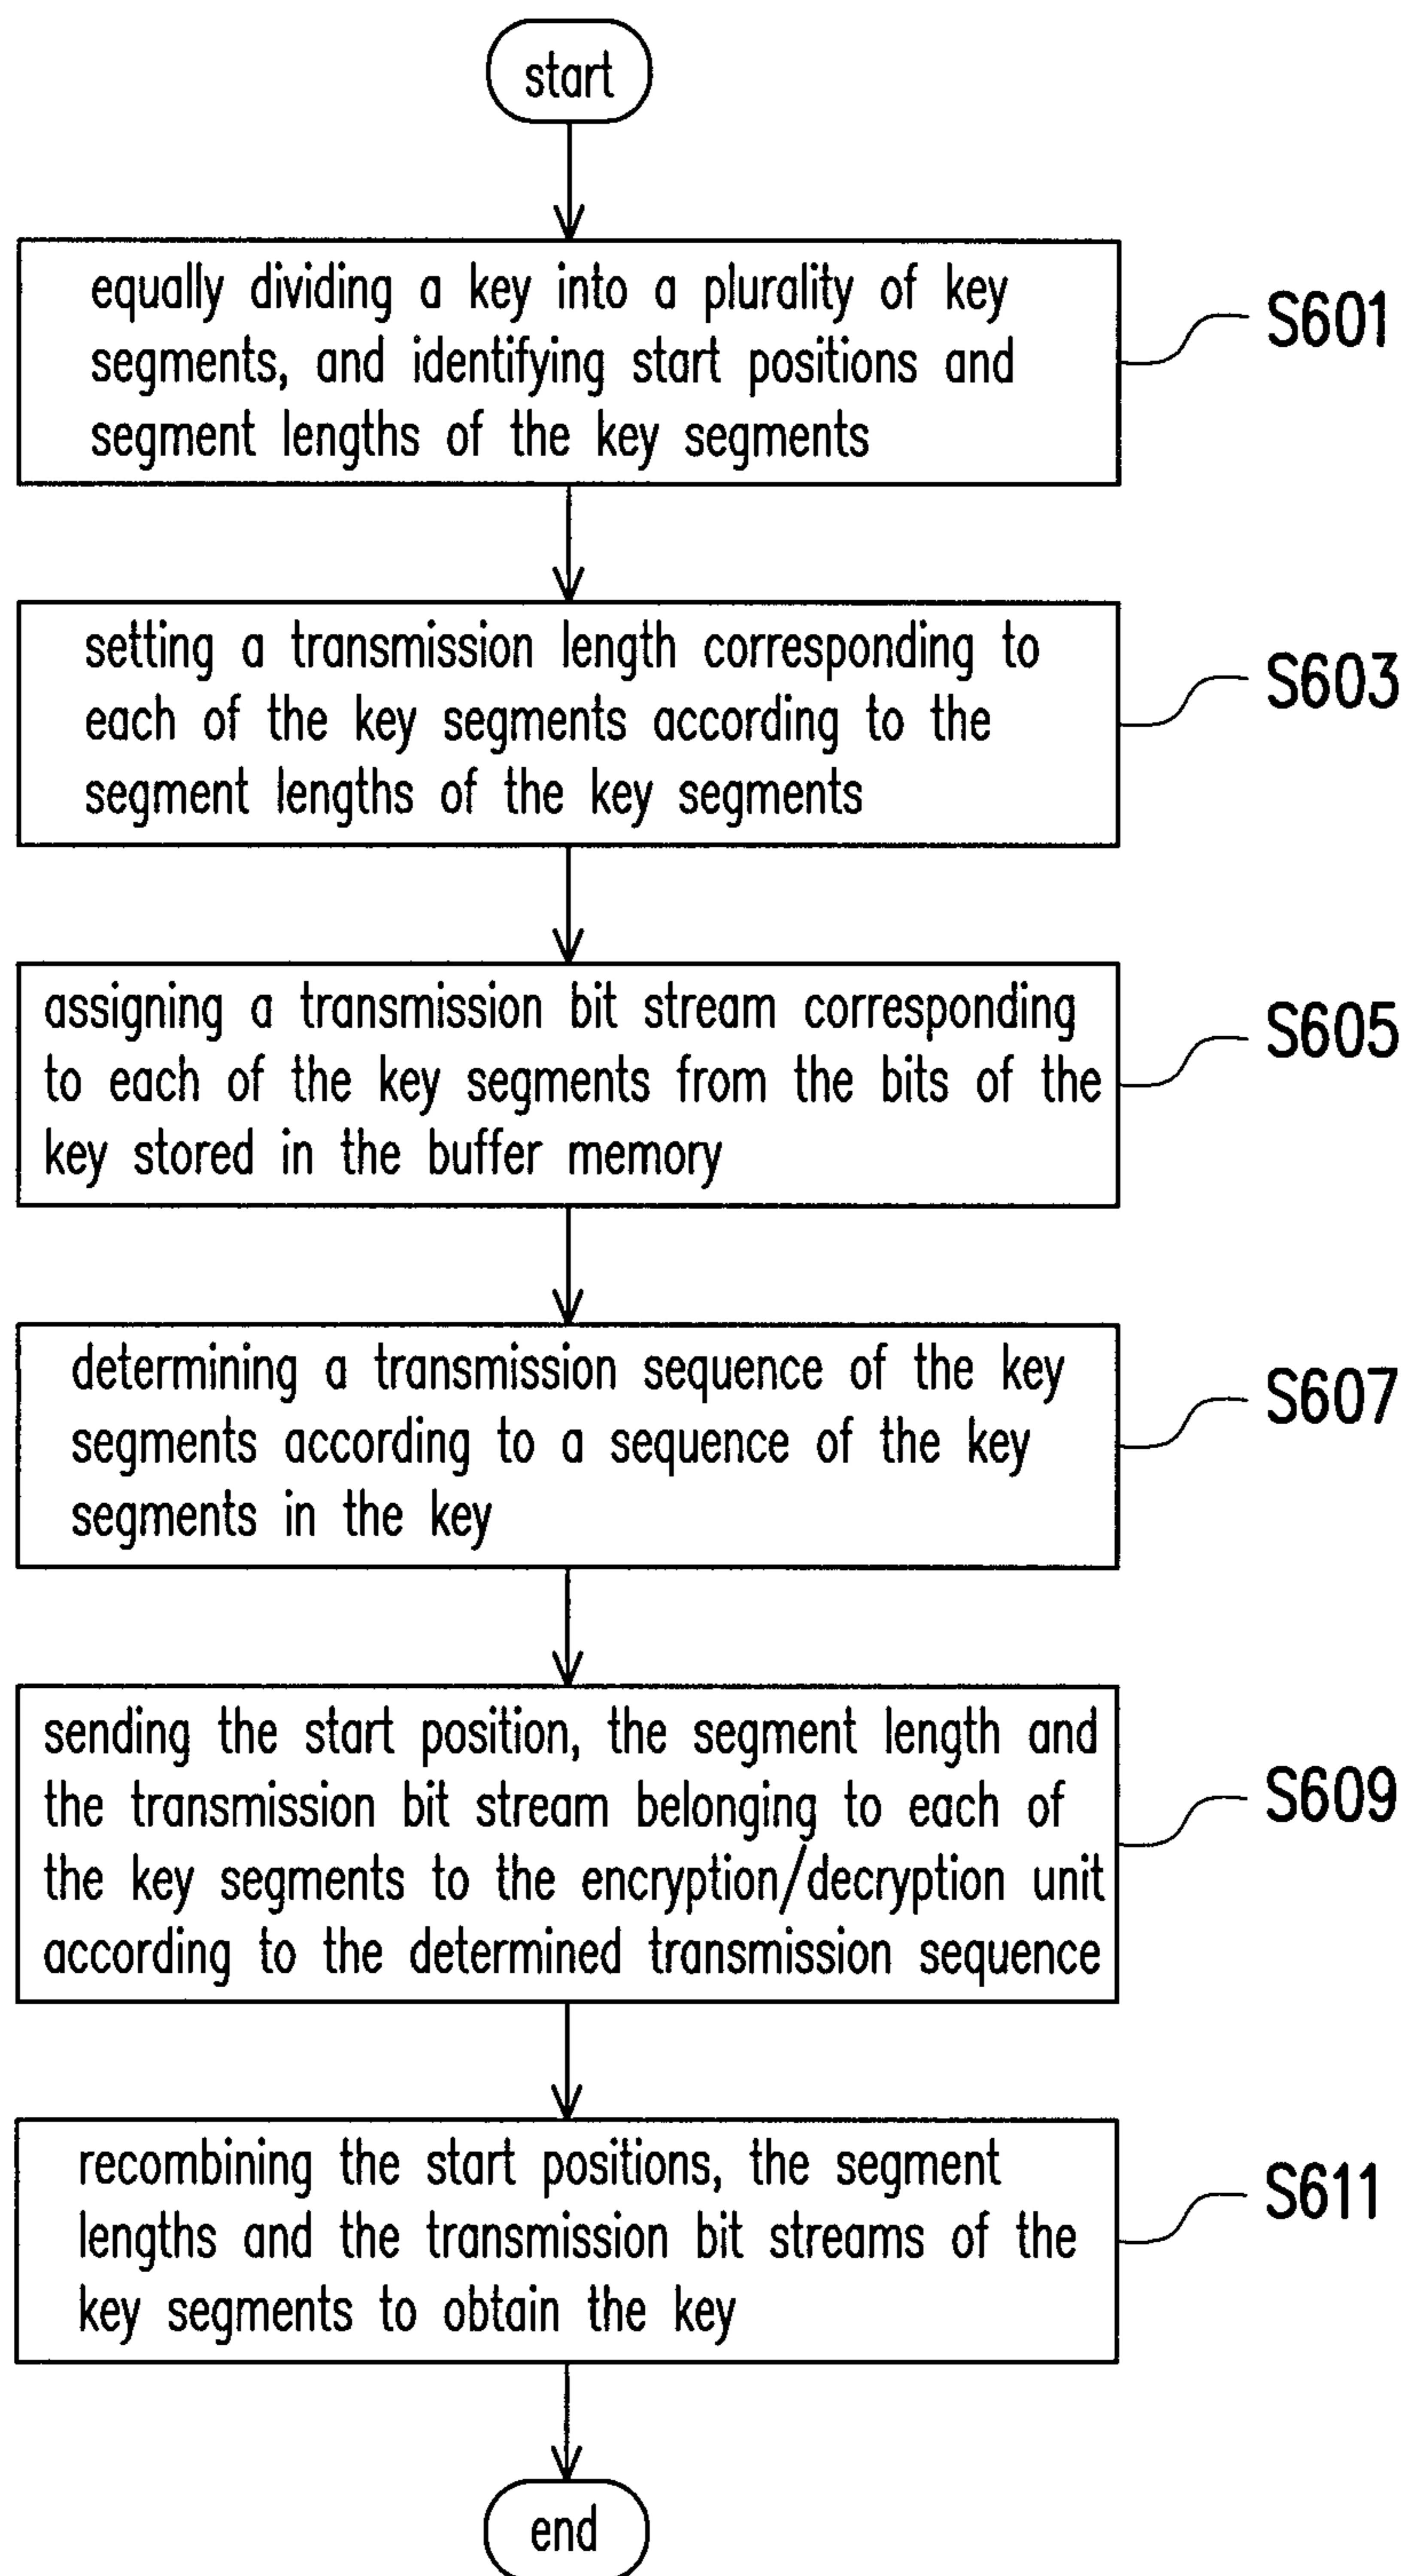 start
equally dividing a key into a plurality of key
segments, and identifying start positions and
segment lengths of the key segments
S601
setting a transmission length corresponding to
each of the key segments according to the
segment lengths of the key segments
S603
assigning a transmission bit stream corresponding
to each of the key segments from the bits of the
key stored in the buffer memory
S605
determining a transmission sequence of the key
segments according to a sequence of the key
segments in the key
S607
sending the start position, the segment length and
the transmission bit stream belonging to each of
the key segments to the encryption/decryption unit
according to the determined transmission sequence
S609
recombining the start positions, the segment
lengths and the transmission bit streams of the
key segments to obtain the key
S611
end